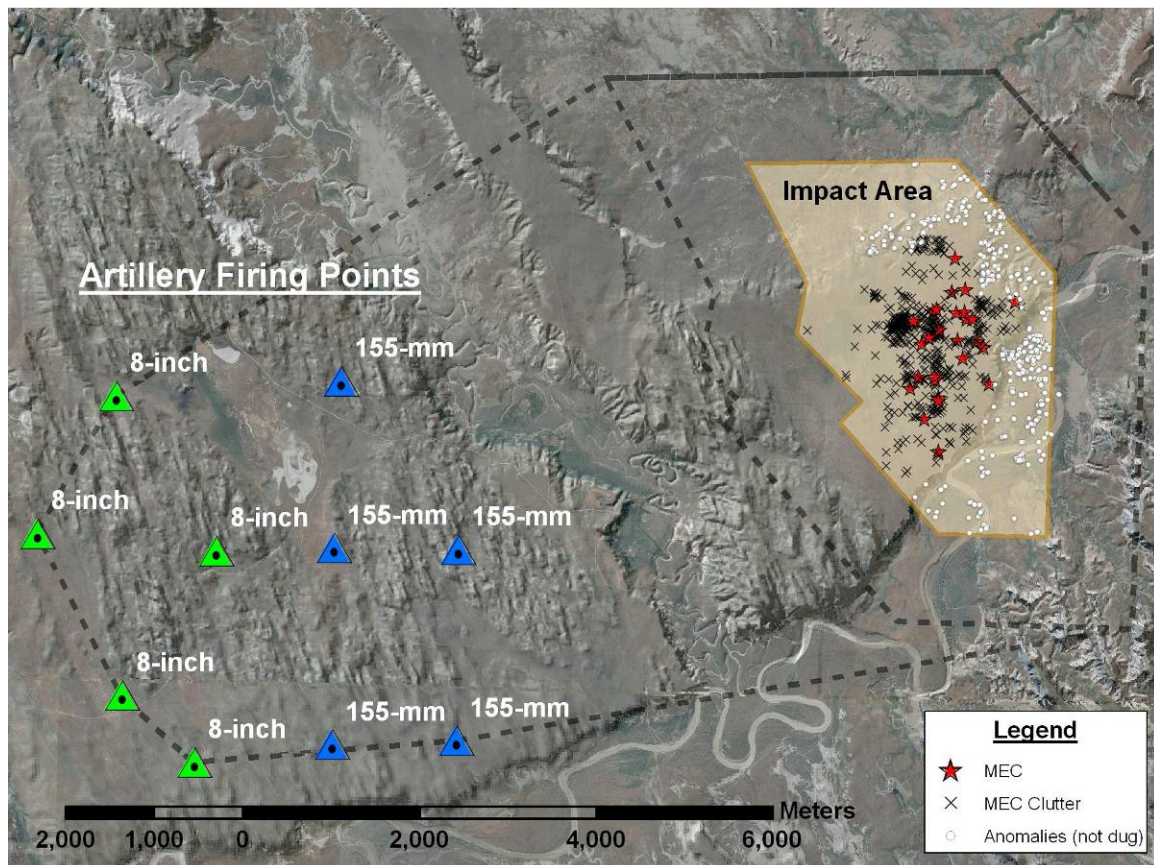 Impact Area
Artillery Firing Points
8-inch
155-mm
8-inch
8-inch
155-mm
155-mm
8-inch
8-inch
155-mm
155-mm
Legend
MEC
MEC Clutter
Anomalies (not dug)
Meters
2,000 1,000 0 2,000 4,000 6,000